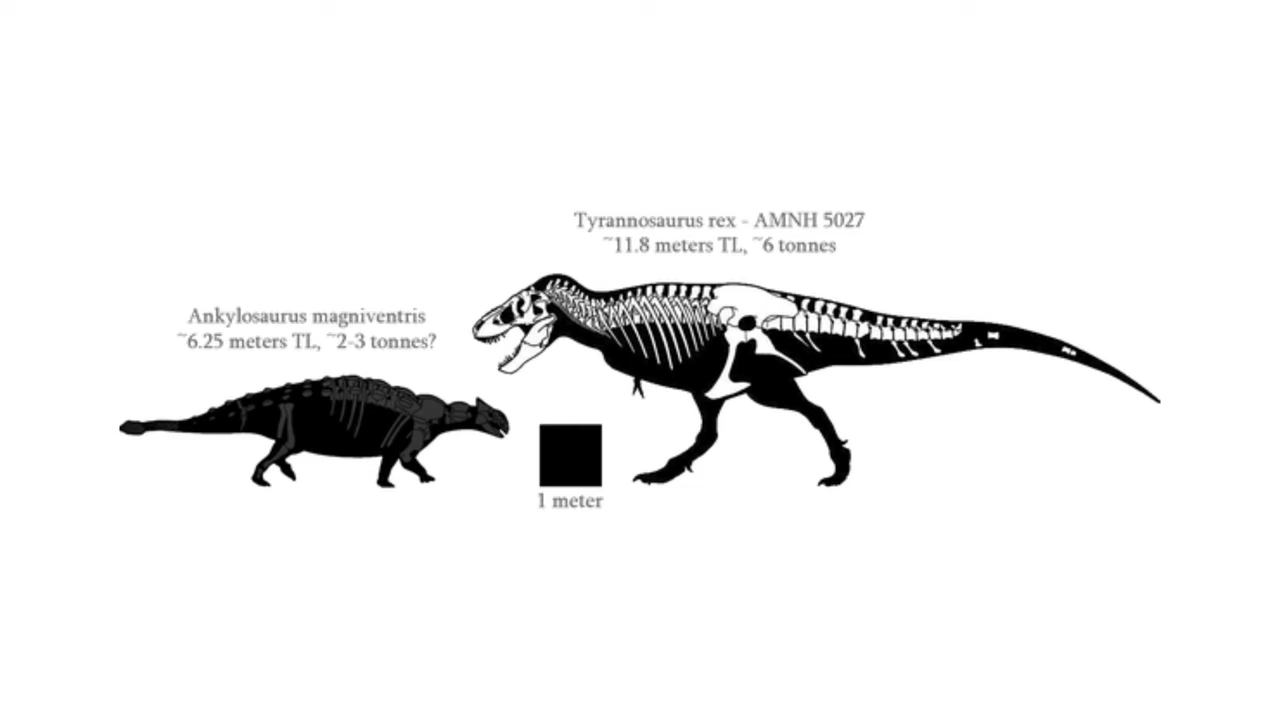 Tyrannosaurus rex - AMNH 5027
~11.8 meters TL, ~6 tonnes
Ankylosaurus magniventris
~6.25 meters TL, ~2-3 tonnes?
1 meter